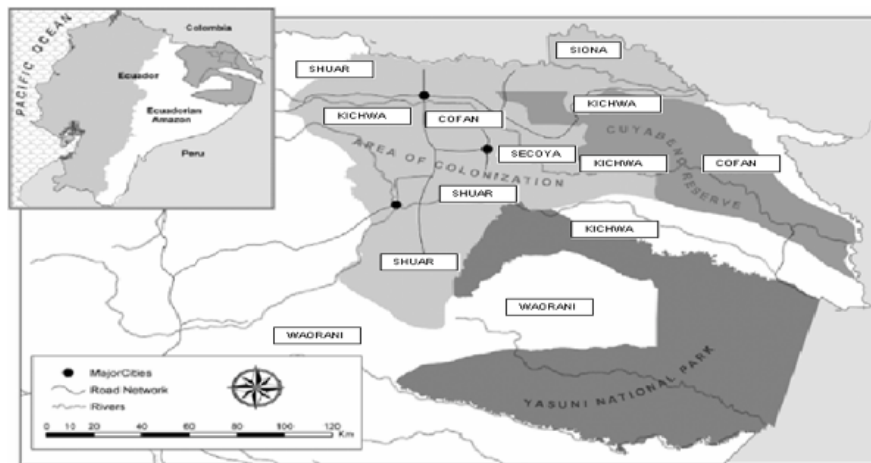 Colombia
PACIFIC OCEAN
Ecuador
Ecuadorian
Amazon
Peru
SIONA
SHUAR
KICHWA
KICHWA
COFAN
CUYABENO RESERVE
AREA OF COLONIZATION
SECOYA
KICHWA
COFAN
SHUAR
KICHWA
SHUAR
WAORANI
WAORANI
YASUNI NATIONAL PARK
MajorCities
Road Network
Rivers
0 10 20 40 60 80 100 120
Km